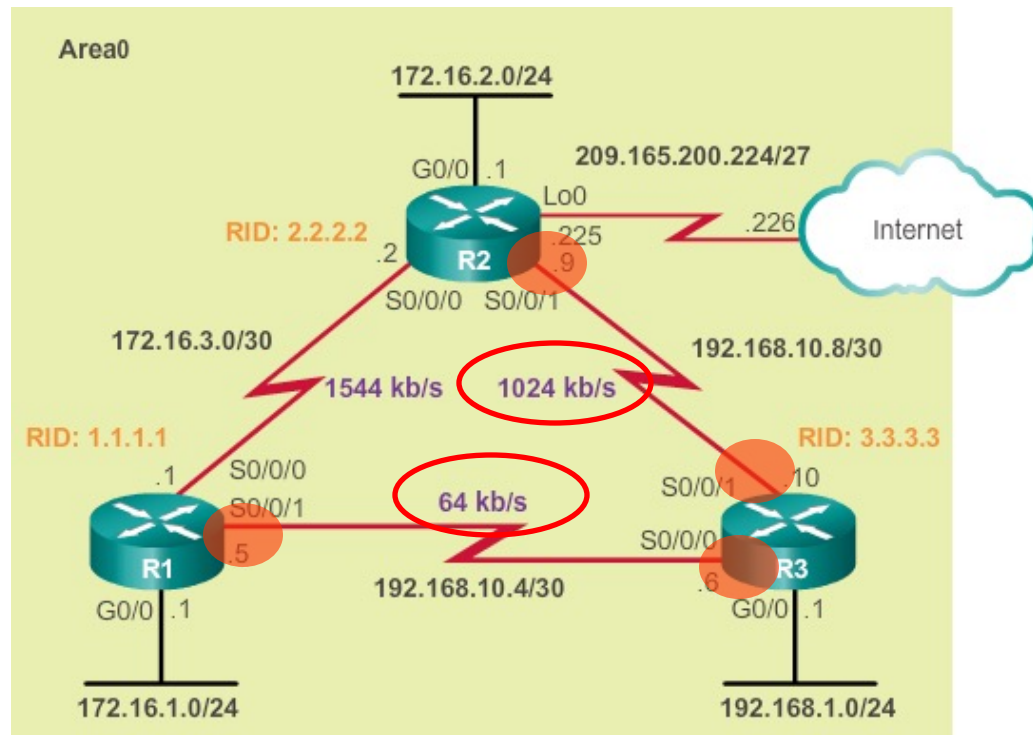 Area0
172.16.2.0/24
209.165.200.224/27
G0/0 .1
Lo0
.226
Internet
RID: 2.2.2.2
.2
R2
.225
.9
S0/0/0 S0/0/1
172.16.3.0/30
192.168.10.8/30
1544 kb/s
1024 kb/s
RID: 1.1.1.1
RID: 3.3.3.3
.1
S0/0/0
S0/0/1
.10
S0/0/1
64 kb/s
.5
S0/0/0
R1
R3
192.168.10.4/30
.6
G0/0 .1
G0/0 .1
172.16.1.0/24
192.168.1.0/24